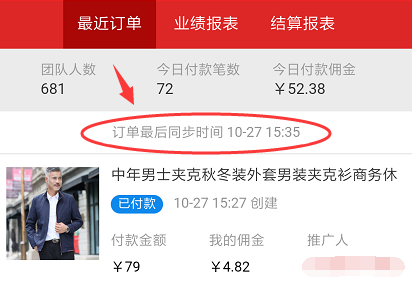 最近订单 业绩报表 结算报表
团队人数 今日付款笔数 今日付款佣金
681 72 ￥52.38
订单最后同步时间 10-27 15:35
中年男士夹克秋冬装外套男装夹克衫商务休
已付款 10-27 15:27 创建
付款金额 我的佣金 推广人
￥79 ￥4.82